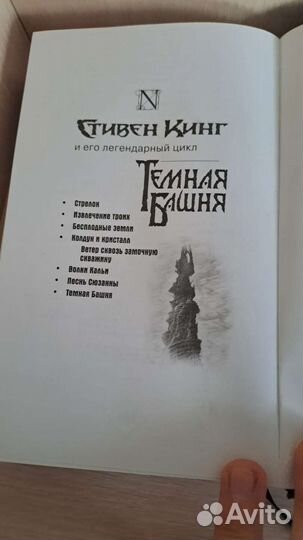 N
Стивен Кинг
и его легендарный цикл
Темная
Башня
• Стрелок
• Извлечение троих
• Бесплодные земли
• Колдун и кристалл
Ветер сквозь замочную
скважину
• Волки Кальи
• Песнь Сюзанны
• Темная Башня
Avito